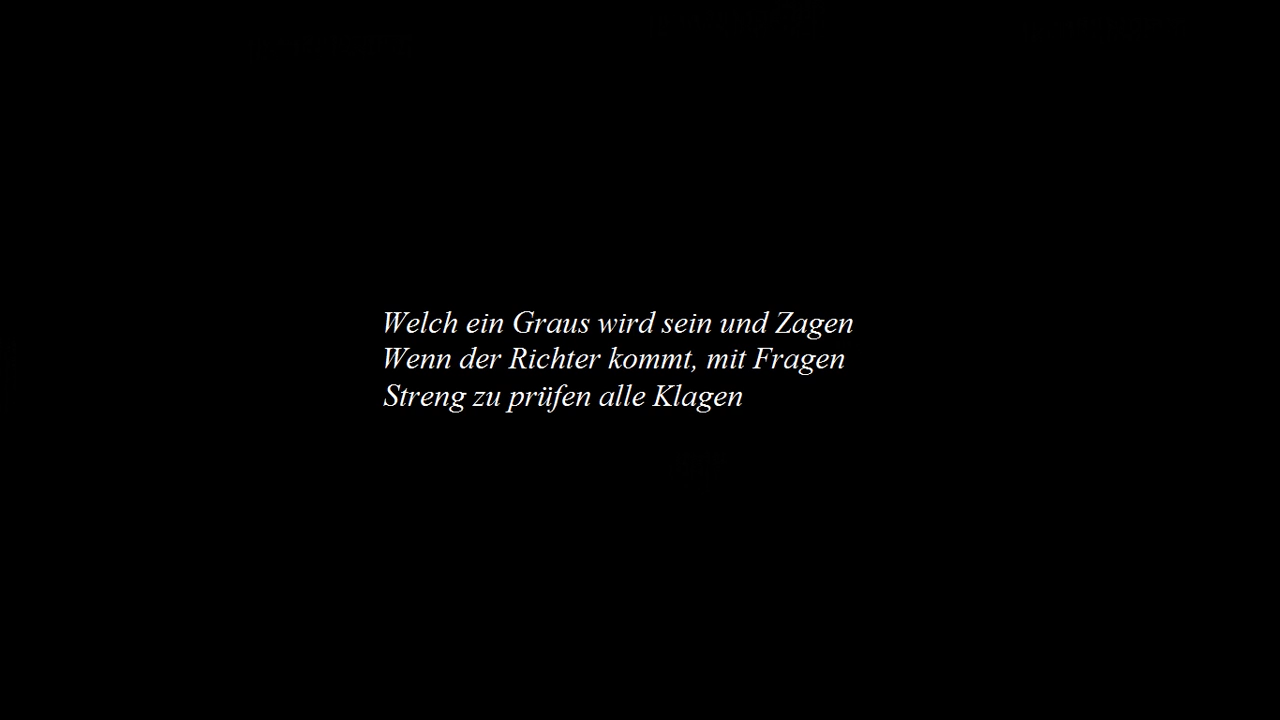 Welch ein Graus wird sein und Zagen
Wenn der Richter kommt, mit Fragen
Streng zu prüfen alle Klagen